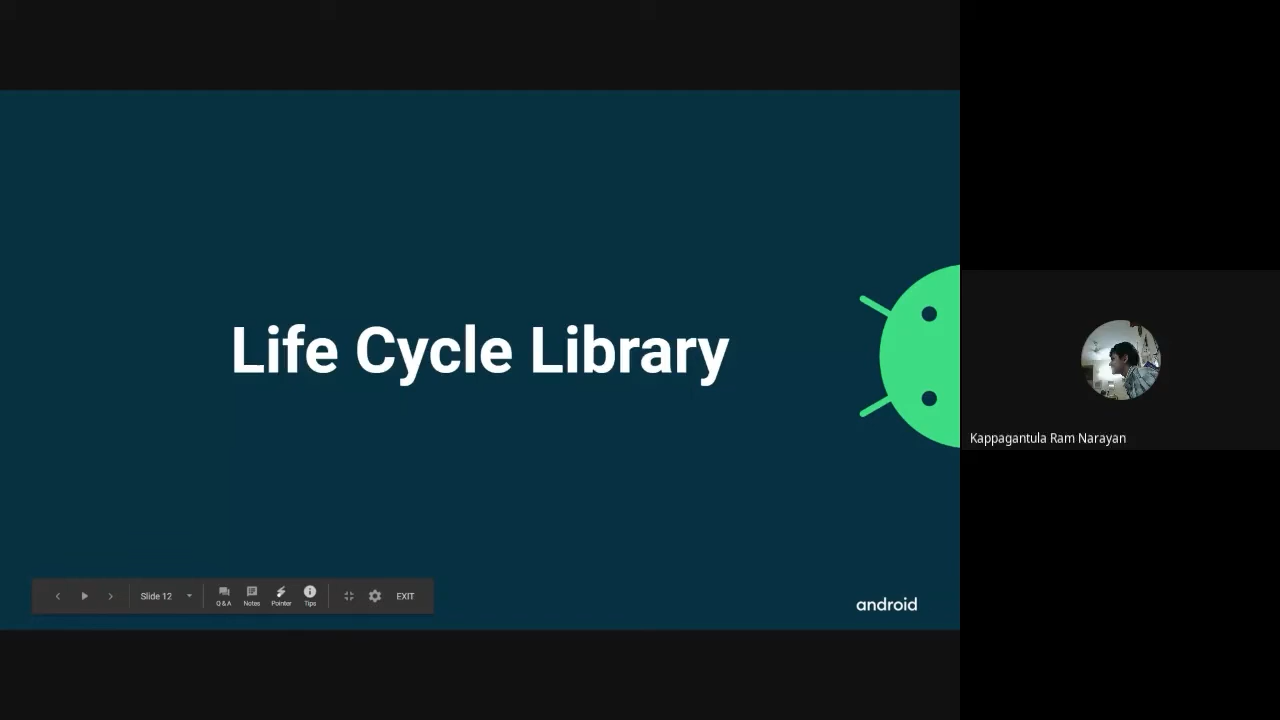 Life Cycle Library
Kappagantula Ram Narayan
Slide 12
Q&A
Notes
Pointer
Tips
EXIT
android